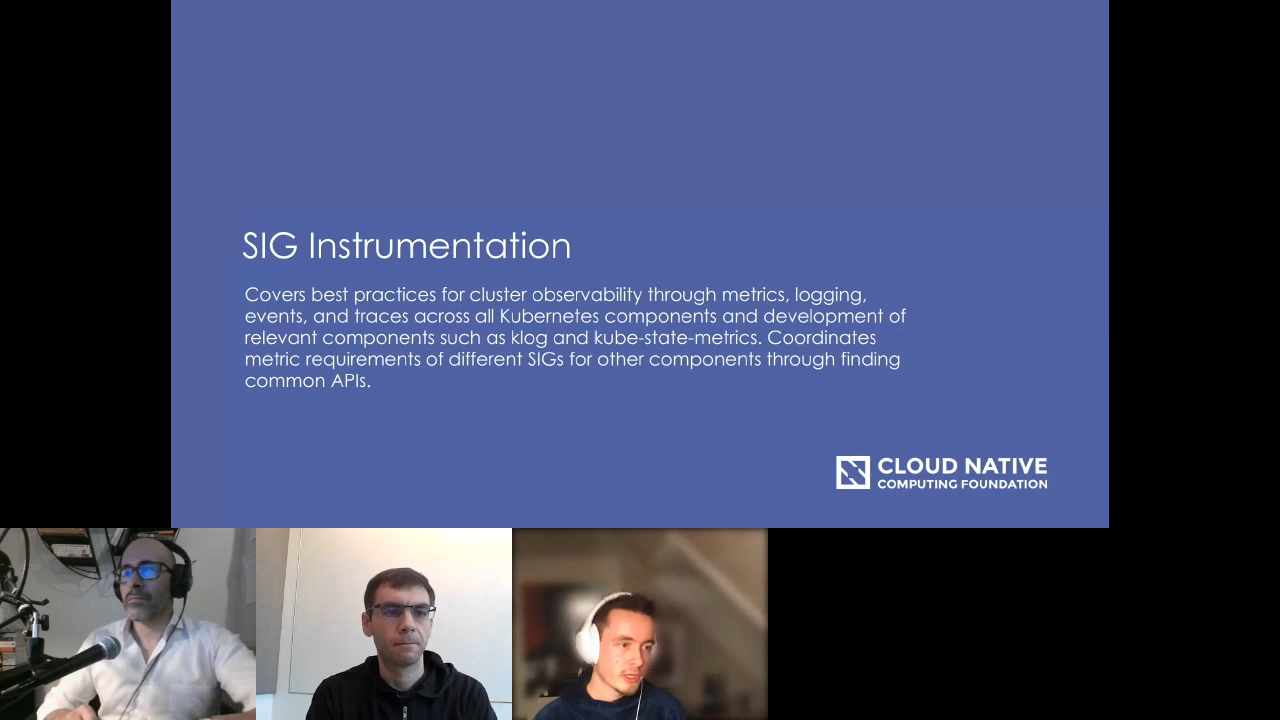 SIG Instrumentation
Covers best practices for cluster observability through metrics, logging,
events, and traces across all Kubernetes components and development of
relevant components such as klog and kube-state-metrics. Coordinates
metric requirements of different SIGs for other components through finding
common APIs.
CLOUD NATIVE
COMPUTING FOUNDATION